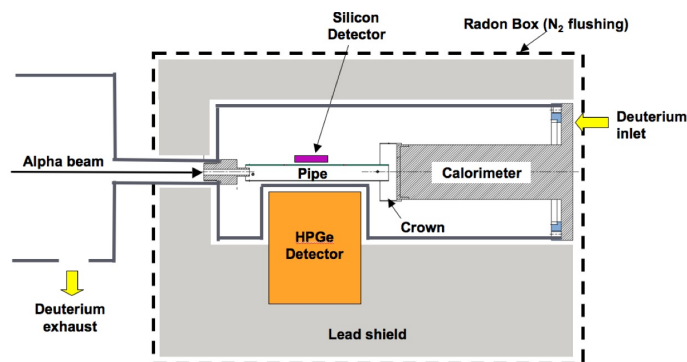 Silicon
Detector
Radon Box (N₂ flushing)
Deuterium
inlet
Alpha beam
Pipe
Calorimeter
Crown
HPGe
Detector
Deuterium
exhaust
Lead shield